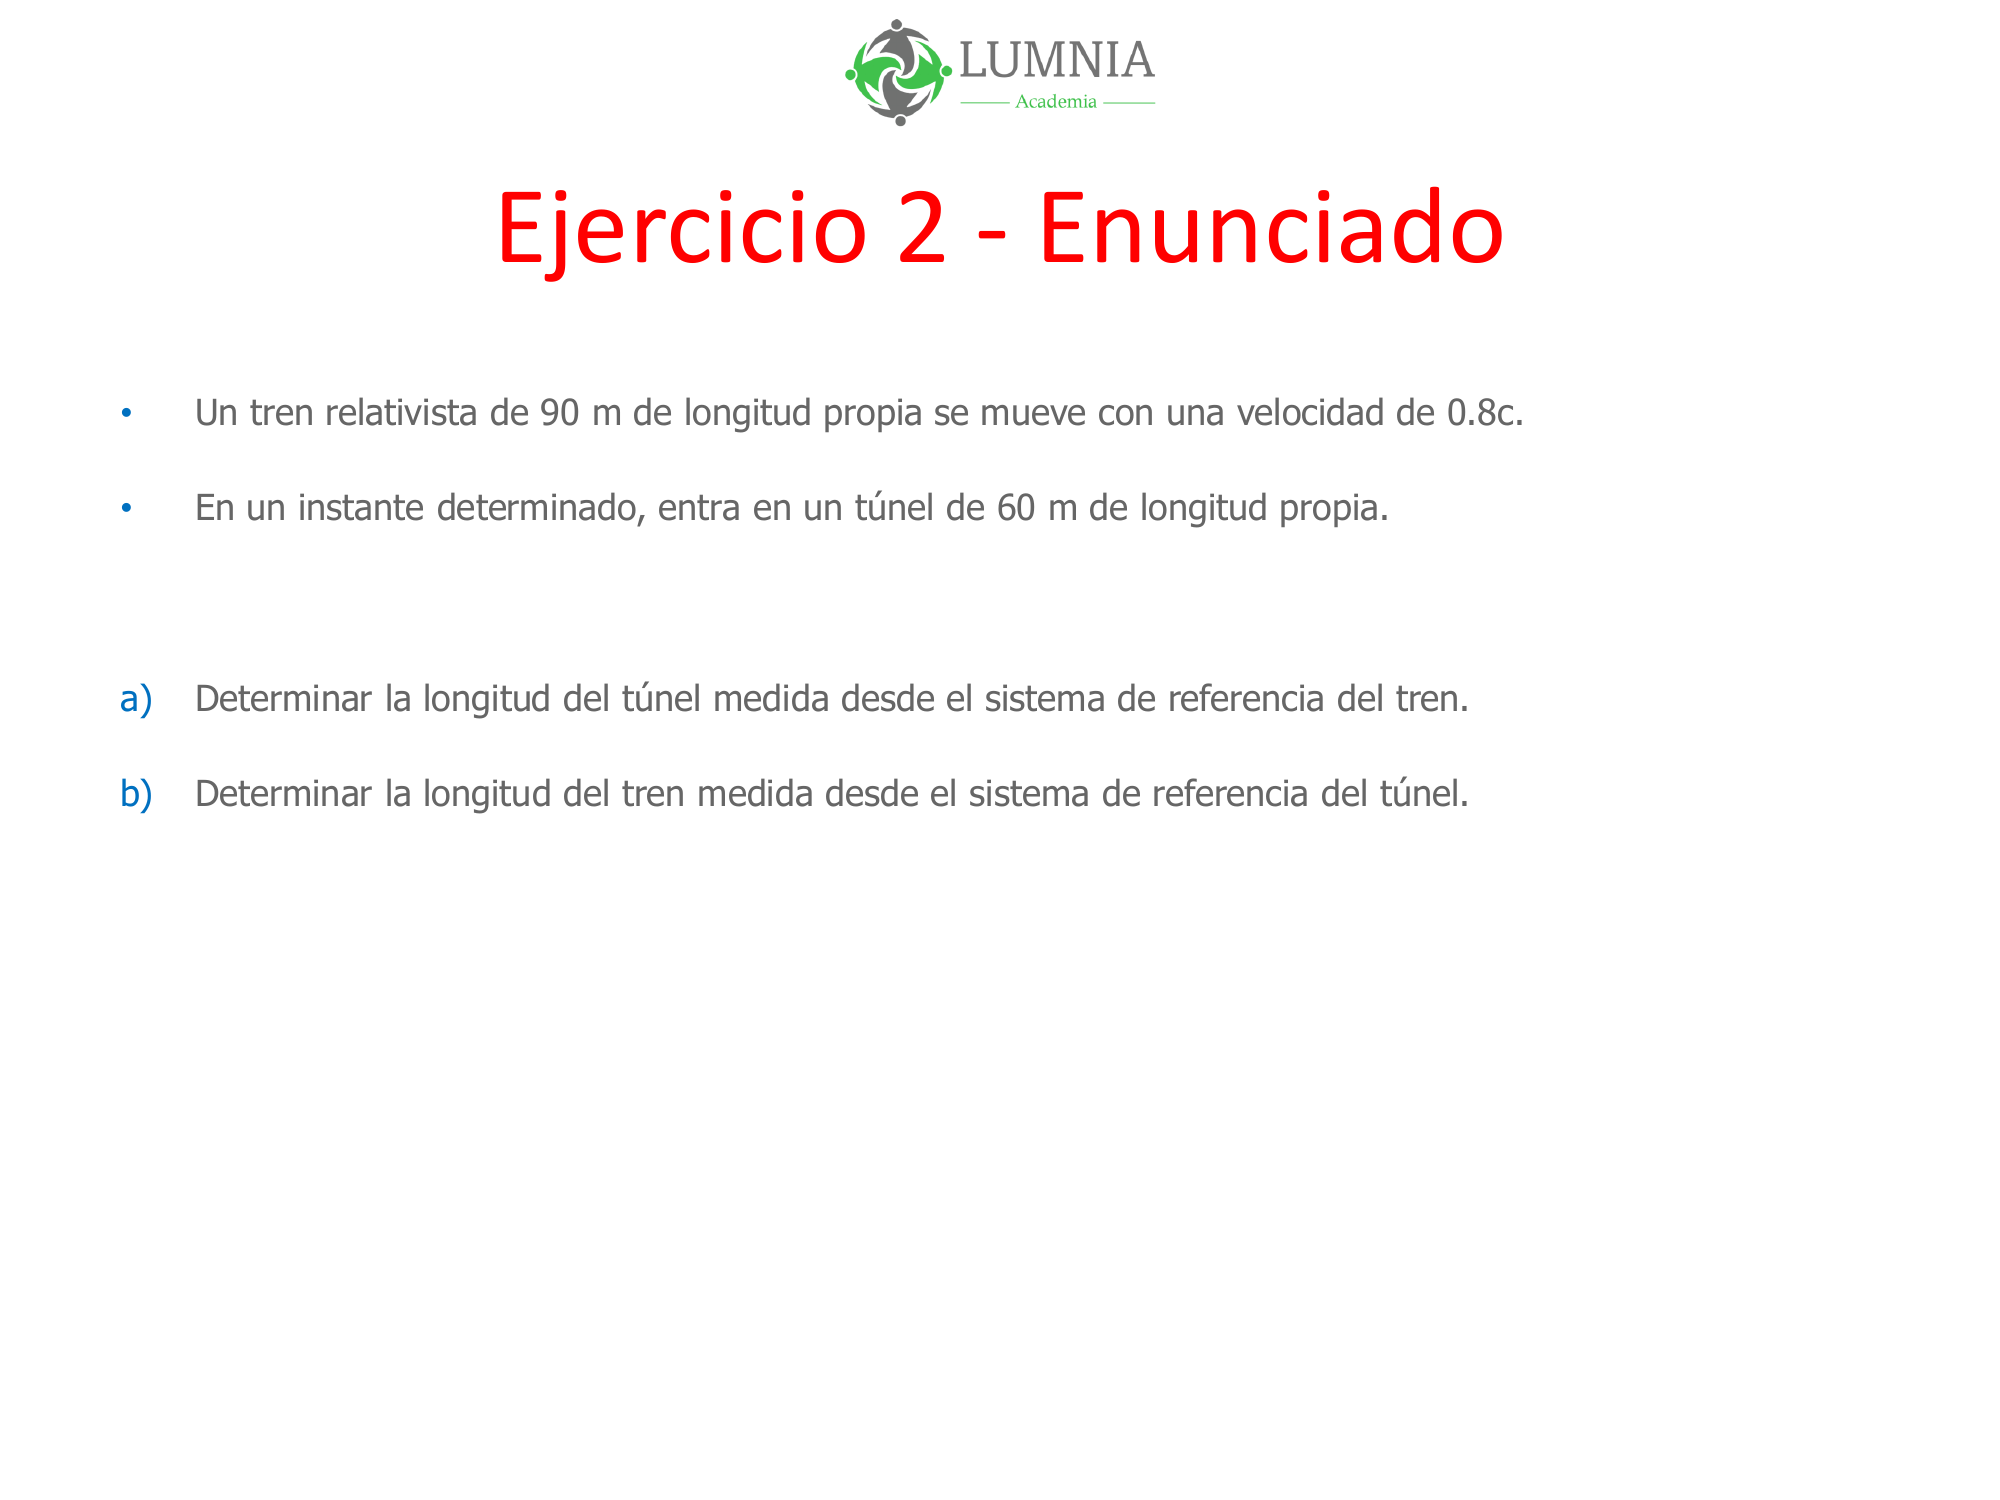 LUMNIA
Academia
Ejercicio 2 - Enunciado
• Un tren relativista de 90 m de longitud propia se mueve con una velocidad de 0.8c.
• En un instante determinado, entra en un túnel de 60 m de longitud propia.
a) Determinar la longitud del túnel medida desde el sistema de referencia del tren.
b) Determinar la longitud del tren medida desde el sistema de referencia del túnel.